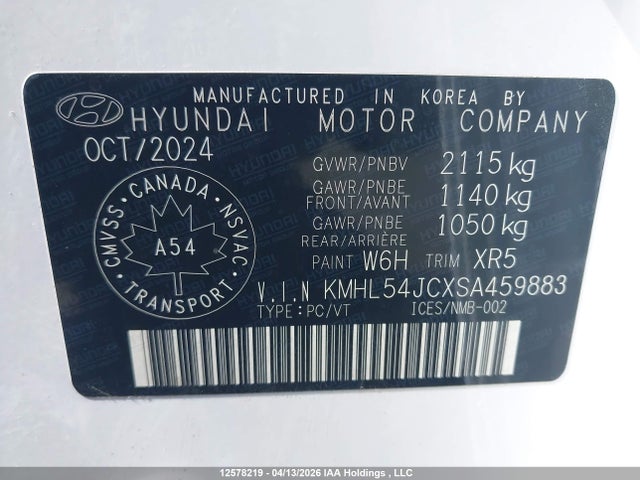 MANUFACTURED IN KOREA BY
HYUNDAI MOTOR COMPANY
OCT/2024
GVWR/PNBV 2115 kg
GAWR/PNBE
FRONT/AVANT 1140 kg
GAWR/PNBE
REAR/ARRIÈRE 1050 kg
PAINT W6H TRIM XR5
CMVSS · CANADA · NSVAC
A54
TRANSPORT
V.I.N KMHL54JCXSA459883
TYPE:PC/VT ICES/NMB-002
12578219 - 04/13/2026 IMPACT Auctions , LLC